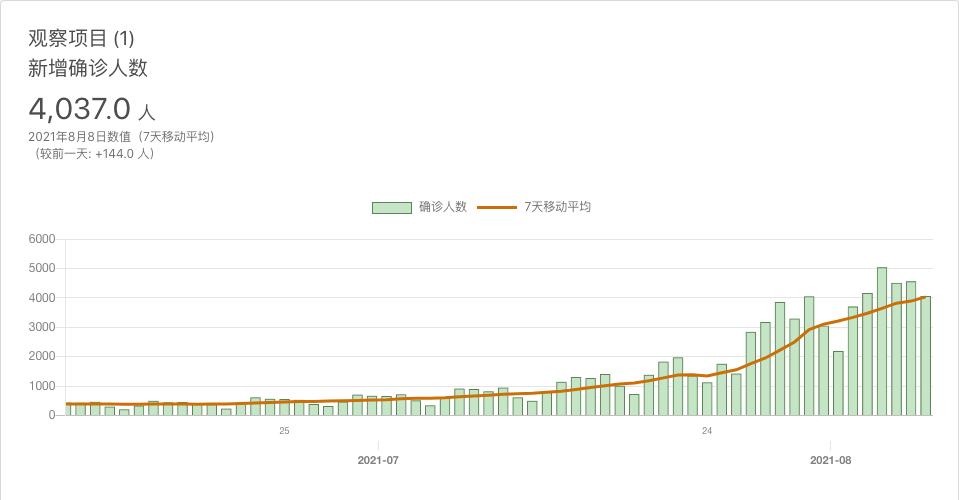 观察项目 (1)
新增确诊人数
4,037.0 人
2021年8月8日数值（7天移动平均）
（较前一天: +144.0 人）
确诊人数 7天移动平均
6000
5000
4000
3000
2000
1000
0
25 24
2021-07 2021-08